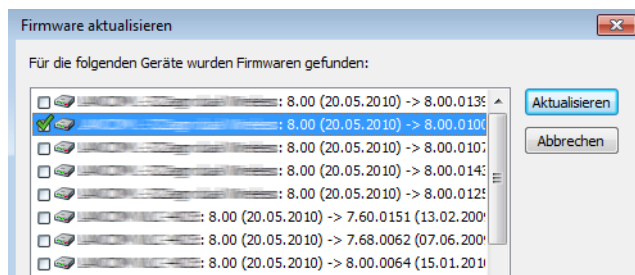 Firmware aktualisieren
Für die folgenden Geräte wurden Firmwaren gefunden:
: 8.00 (20.05.2010) -> 8.00.0139
Aktualisieren
: 8.00 (20.05.2010) -> 8.00.0100
: 8.00 (20.05.2010) -> 8.00.0107
Abbrechen
: 8.00 (20.05.2010) -> 8.00.0143
: 8.00 (20.05.2010) -> 8.00.0125
: 8.00 (20.05.2010) -> 7.60.0151 (13.02.200
: 8.00 (20.05.2010) -> 7.68.0062 (07.06.200
: 8.00 (20.05.2010) -> 8.00.0064 (15.01.201